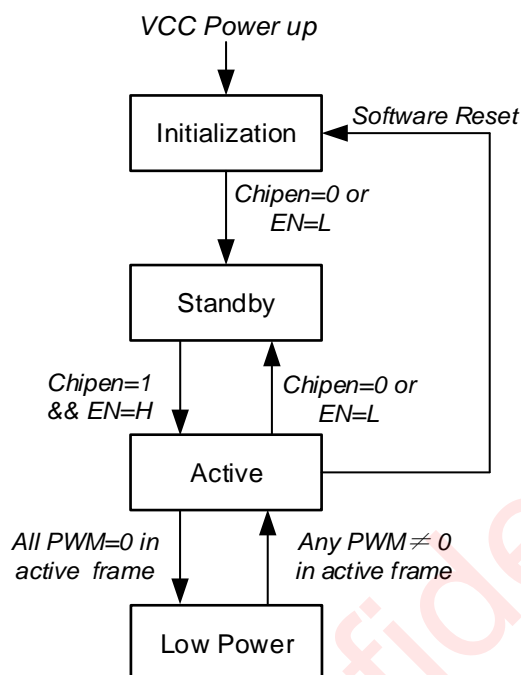 VCC Power up
Software Reset
Initialization
Chipen=0 or
EN=L
Standby
Chipen=1
&& EN=H
Chipen=0 or
EN=L
Active
All PWM=0 in
active frame
Any PWM≠0
in active frame
Low Power
fide